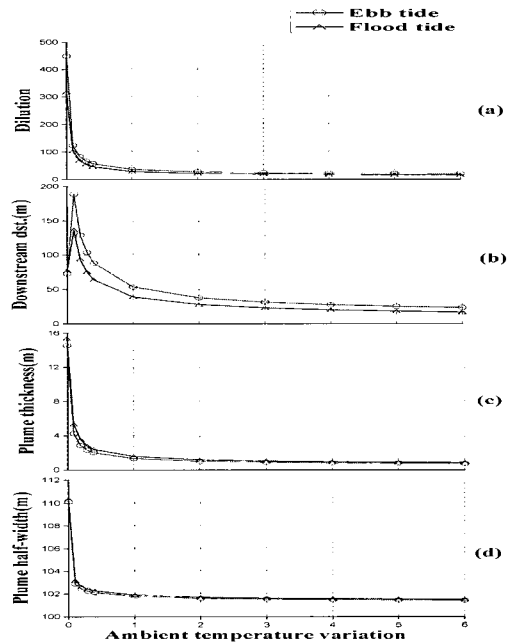 Ebb tide
Flood tide
500
400
300
200
100
0
Dilution
(a)
200
150
100
50
0
Downstream dst.(m)
(b)
16
12
8
4
0
Plume thickness(m)
(c)
112
110
108
106
104
102
100
Plume half-width(m)
(d)
0 1 2 3 4 5 6
Ambient temperature variation